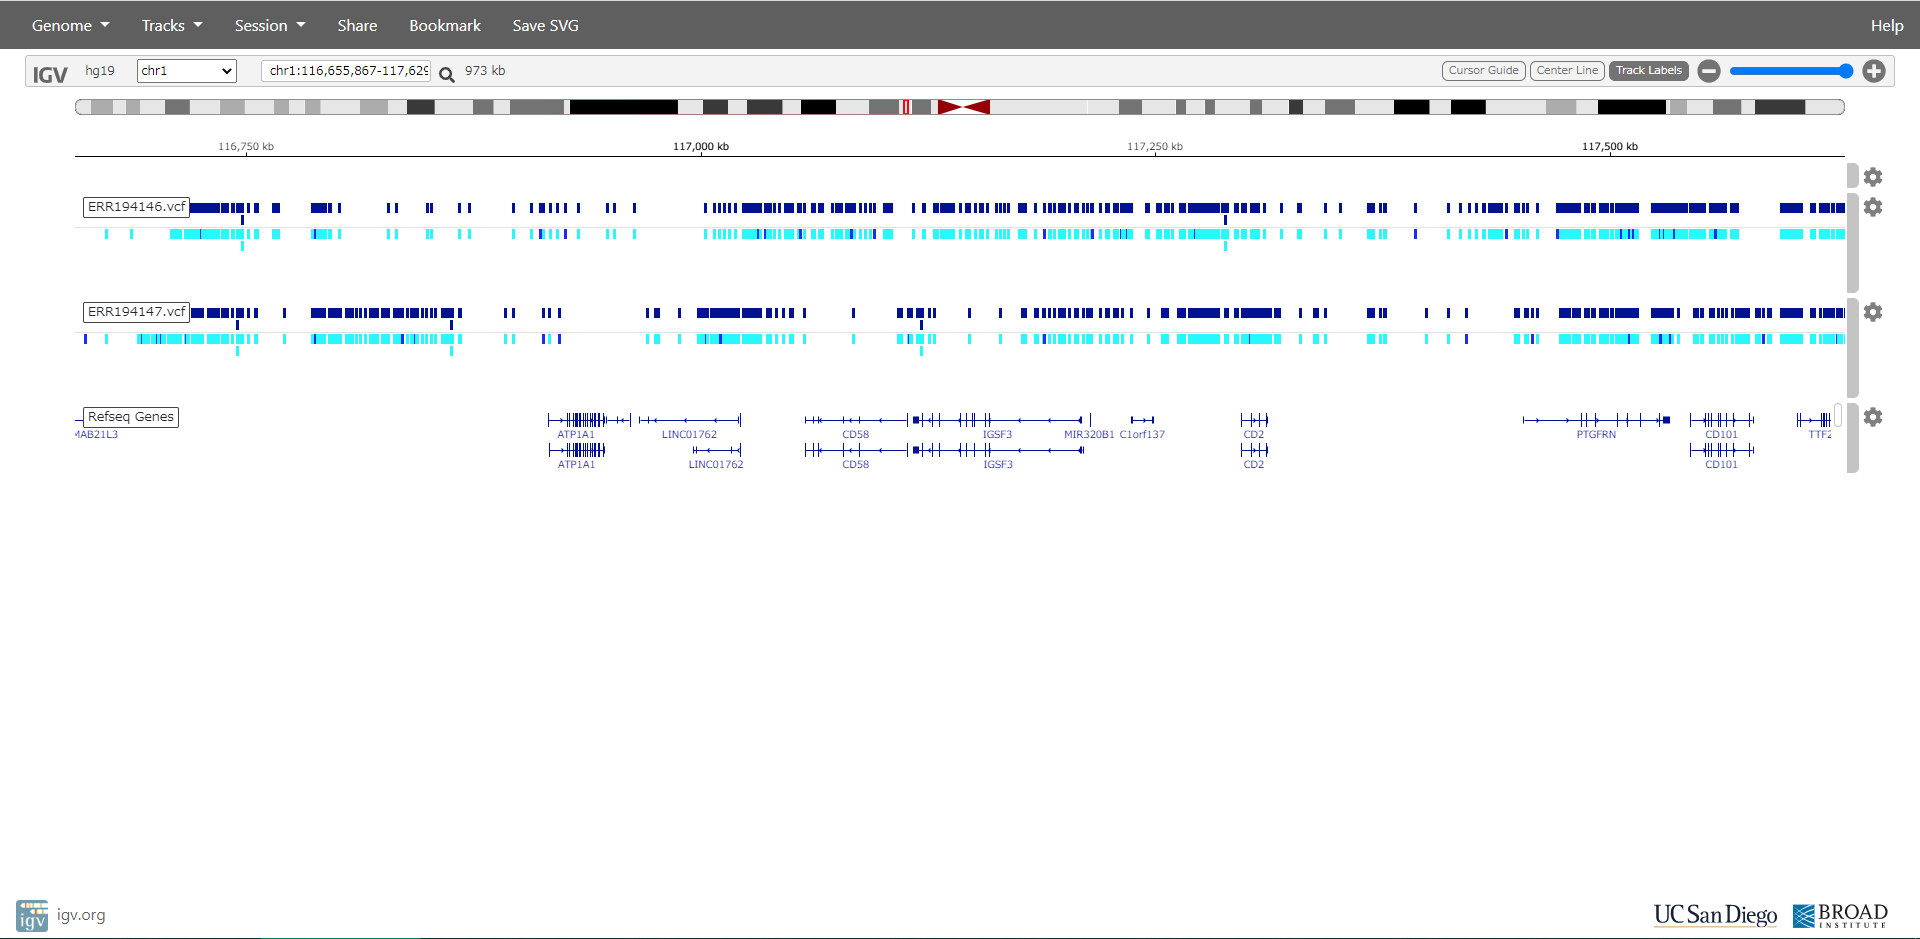 Genome Tracks Session Share Bookmark Save SVG Help
IGV hg19 chr1 chr1:116,655,867-117,629 973 kb Cursor Guide Center Line Track Labels
116,750 kb 117,000 kb 117,250 kb 117,500 kb
ERR194146.vcf
ERR194147.vcf
Refseq Genes
MAB21L3 ATP1A1 LINC01762 CD58 IGSF3 MIR320B1 C1orf137 CD2 PTGFRN CD101 TTF2
ATP1A1 LINC01762 CD58 IGSF3 CD2 CD101
igv igv.org UC San Diego BROAD
INSTITUTE